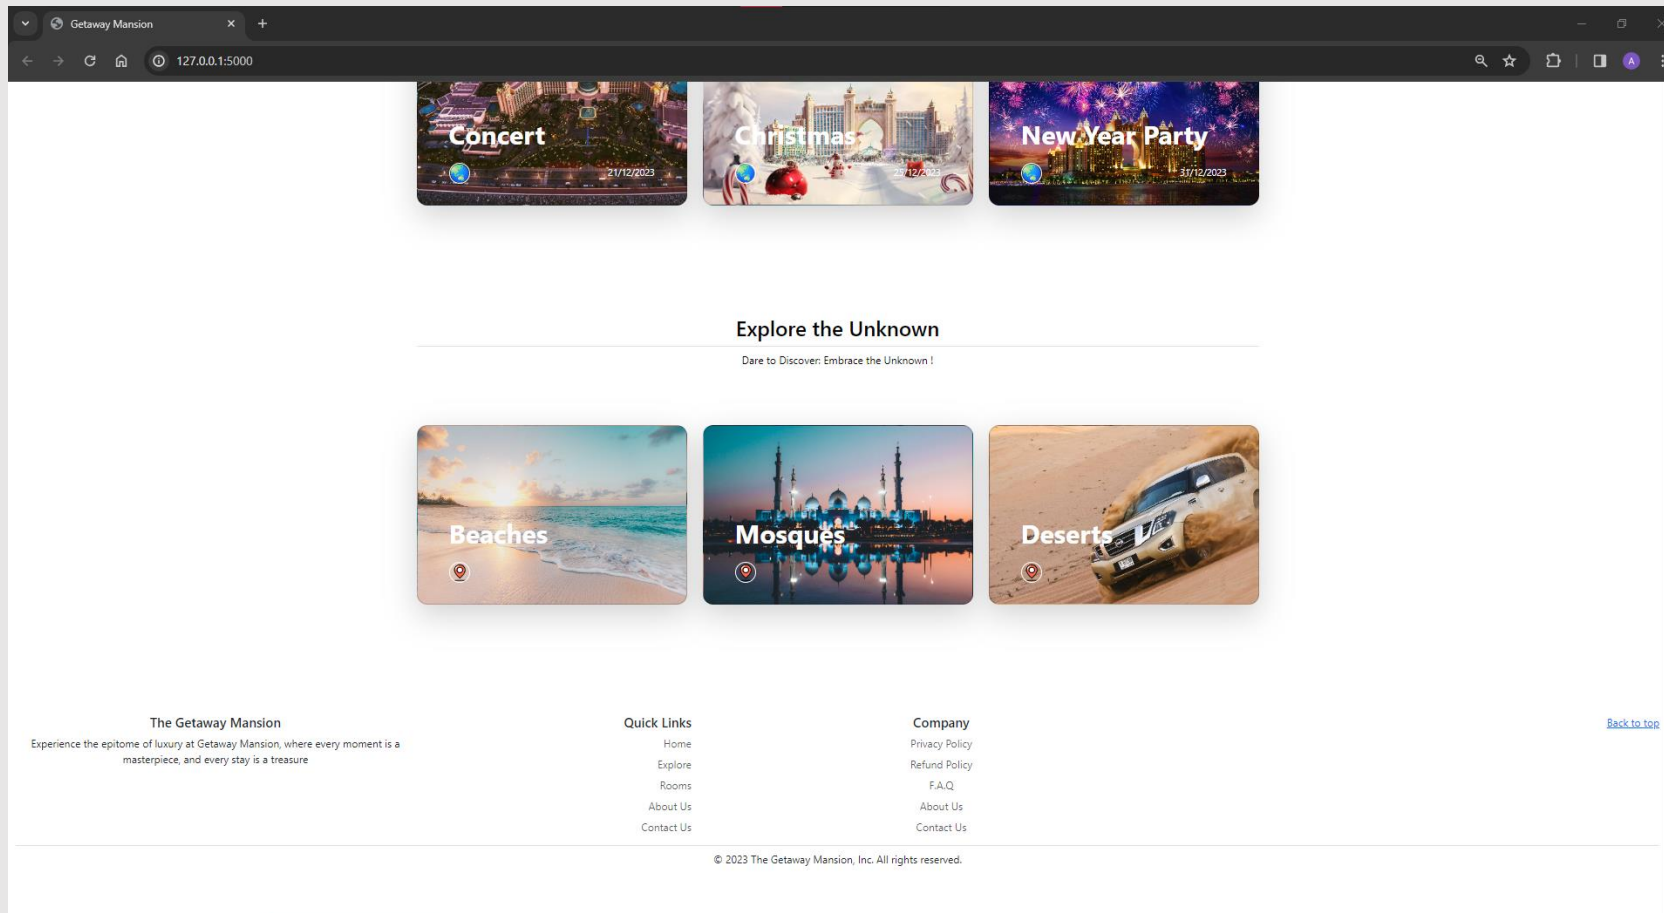 Getaway Mansion
127.0.0.1:5000
Concert
21/12/2023
Christmas
25/12/2023
New Year Party
31/12/2023
Explore the Unknown
Dare to Discover: Embrace the Unknown !
Beaches
Mosques
Deserts
The Getaway Mansion
Experience the epitome of luxury at Getaway Mansion, where every moment is a
masterpiece, and every stay is a treasure
Quick Links
Home
Explore
Rooms
About Us
Contact Us
Company
Privacy Policy
Refund Policy
F.A.Q
About Us
Contact Us
Back to top
© 2023 The Getaway Mansion, Inc. All rights reserved.
A